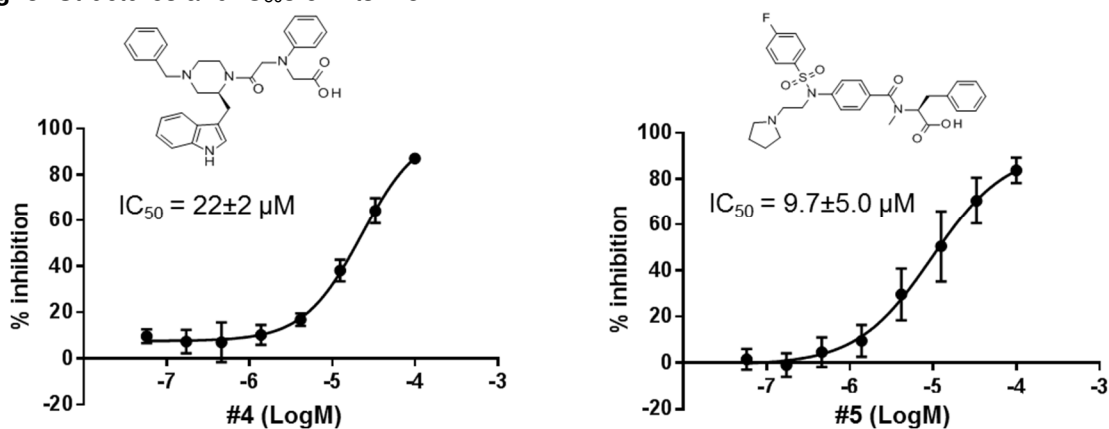 N
N
O
N
O
OH
N
H
100
80
60
40
20
0
-20
% inhibition
IC₅₀ = 22±2 µM
-7
-6
-5
-4
-3
#4 (LogM)
F
O
S
O
N
N
O
N
O
OH
100
80
60
40
20
0
-20
% inhibition
IC₅₀ = 9.7±5.0 µM
-7
-6
-5
-4
-3
#5 (LogM)